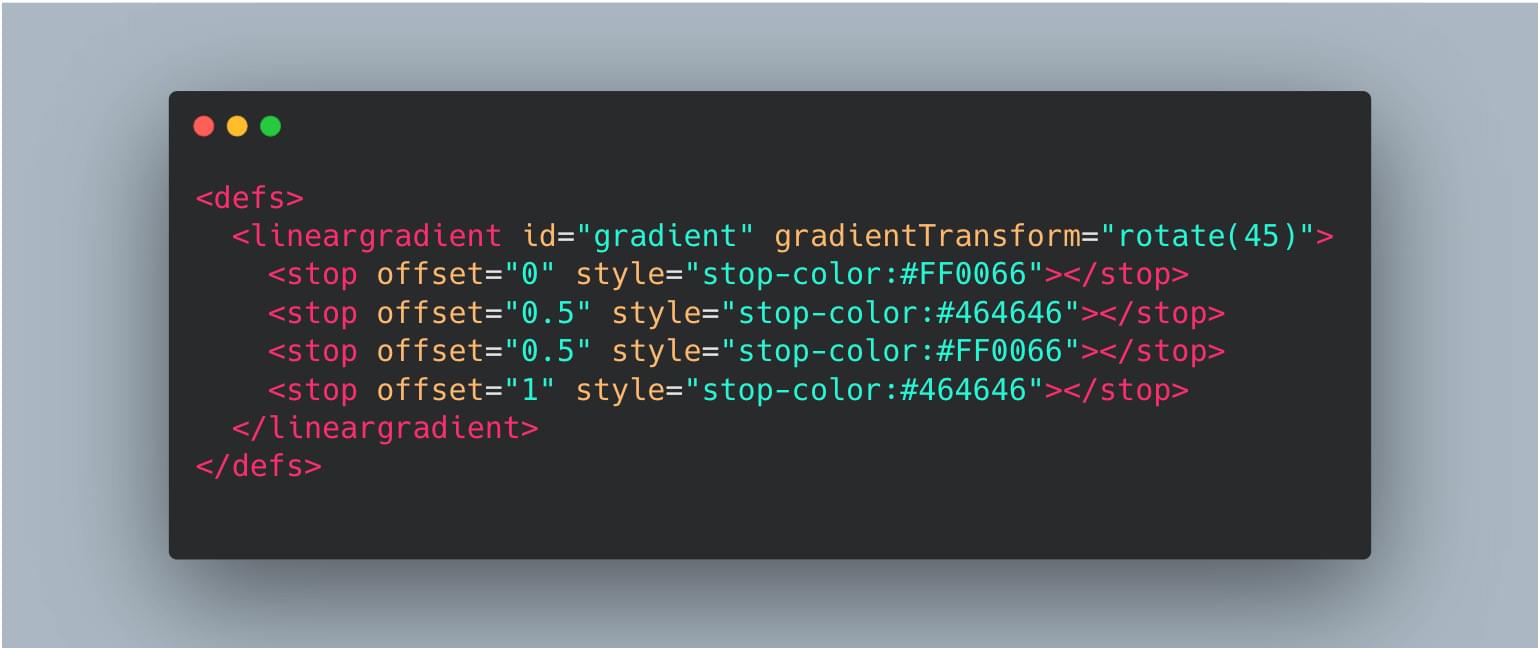 <defs>
  <lineargradient id="gradient" gradientTransform="rotate(45)">
    <stop offset="0" style="stop-color:#FF0066"></stop>
    <stop offset="0.5" style="stop-color:#464646"></stop>
    <stop offset="0.5" style="stop-color:#FF0066"></stop>
    <stop offset="1" style="stop-color:#464646"></stop>
  </lineargradient>
</defs>